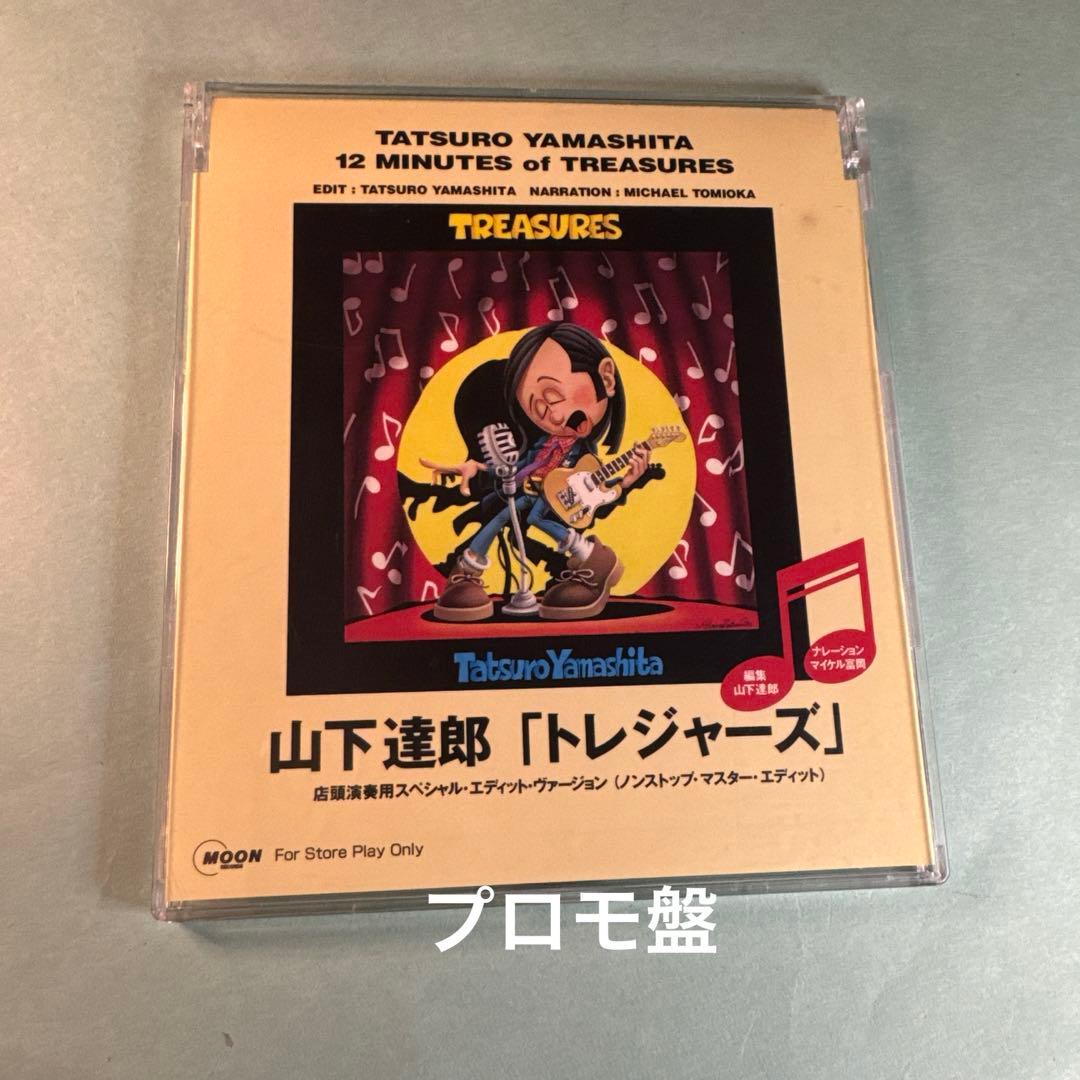 TATSURO YAMASHITA
12 MINUTES of TREASURES
EDIT : TATSURO YAMASHITA NARRATION : MICHAEL TOMIOKA
TREASURES
Tatsuro Yamashita
ナレーション
マイケル富岡
編集
山下達郎
山下達郎「トレジャーズ」
店頭演奏用スペシャル・エディット・ヴァージョン（ノンストップ・マスター・エディット）
MOON
RECORDS
For Store Play Only
プロモ盤